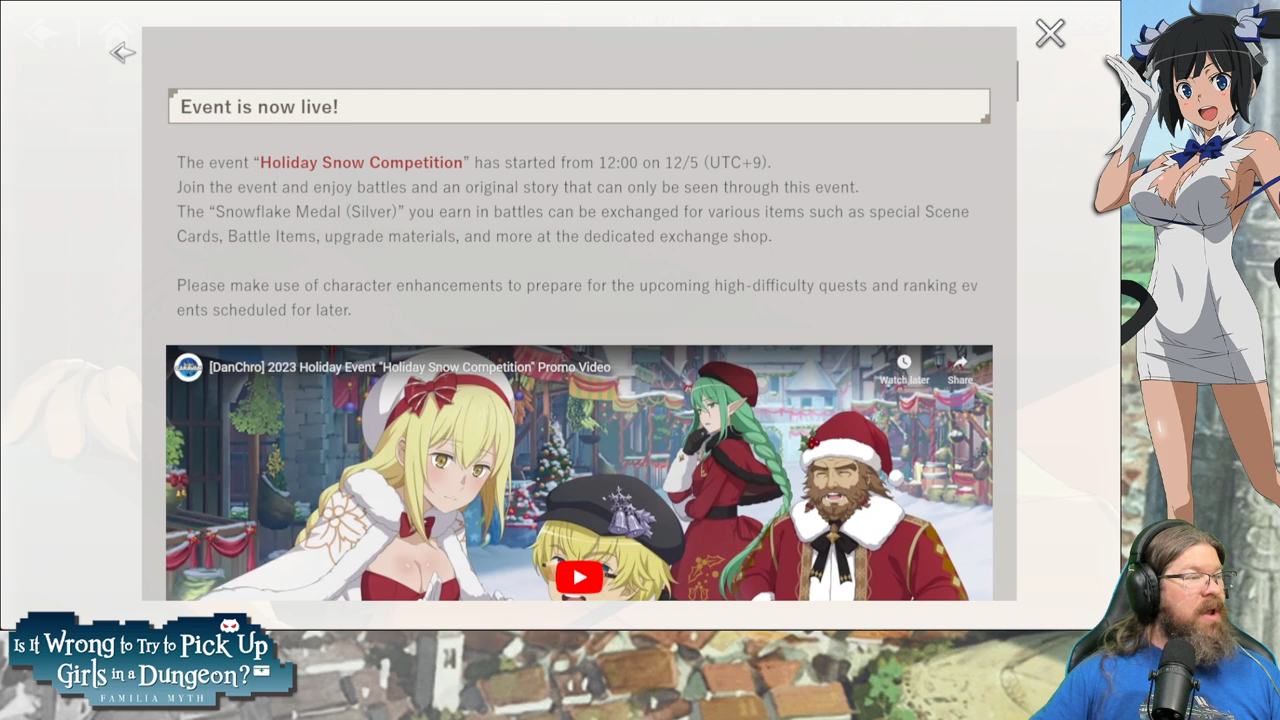 Event is now live!
The event “Holiday Snow Competition” has started from 12:00 on 12/5 (UTC+9).
Join the event and enjoy battles and an original story that can only be seen through this event.
The “Snowflake Medal (Silver)” you earn in battles can be exchanged for various items such as special Scene
Cards, Battle Items, upgrade materials, and more at the dedicated exchange shop.
Please make use of character enhancements to prepare for the upcoming high-difficulty quests and ranking ev
ents scheduled for later.
[DanChro] 2023 Holiday Event "Holiday Snow Competition" Promo Video
Watch later
Share
Is It Wrong to Try to Pick Up
Girls in a Dungeon?
FAMILIA MYTH